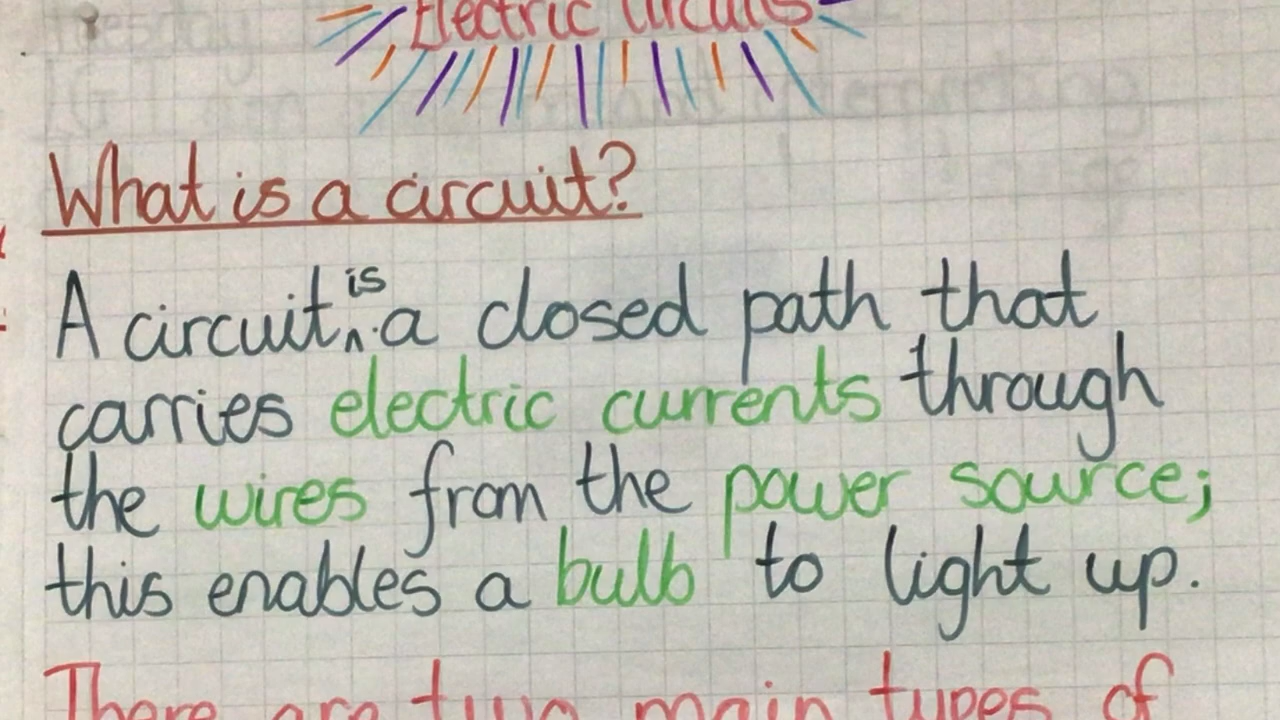 Electric Circuits
What is a circuit?
A circuit is a closed path that
carries electric currents through
the wires from the power source;
this enables a bulb to light up.
There are two main types of